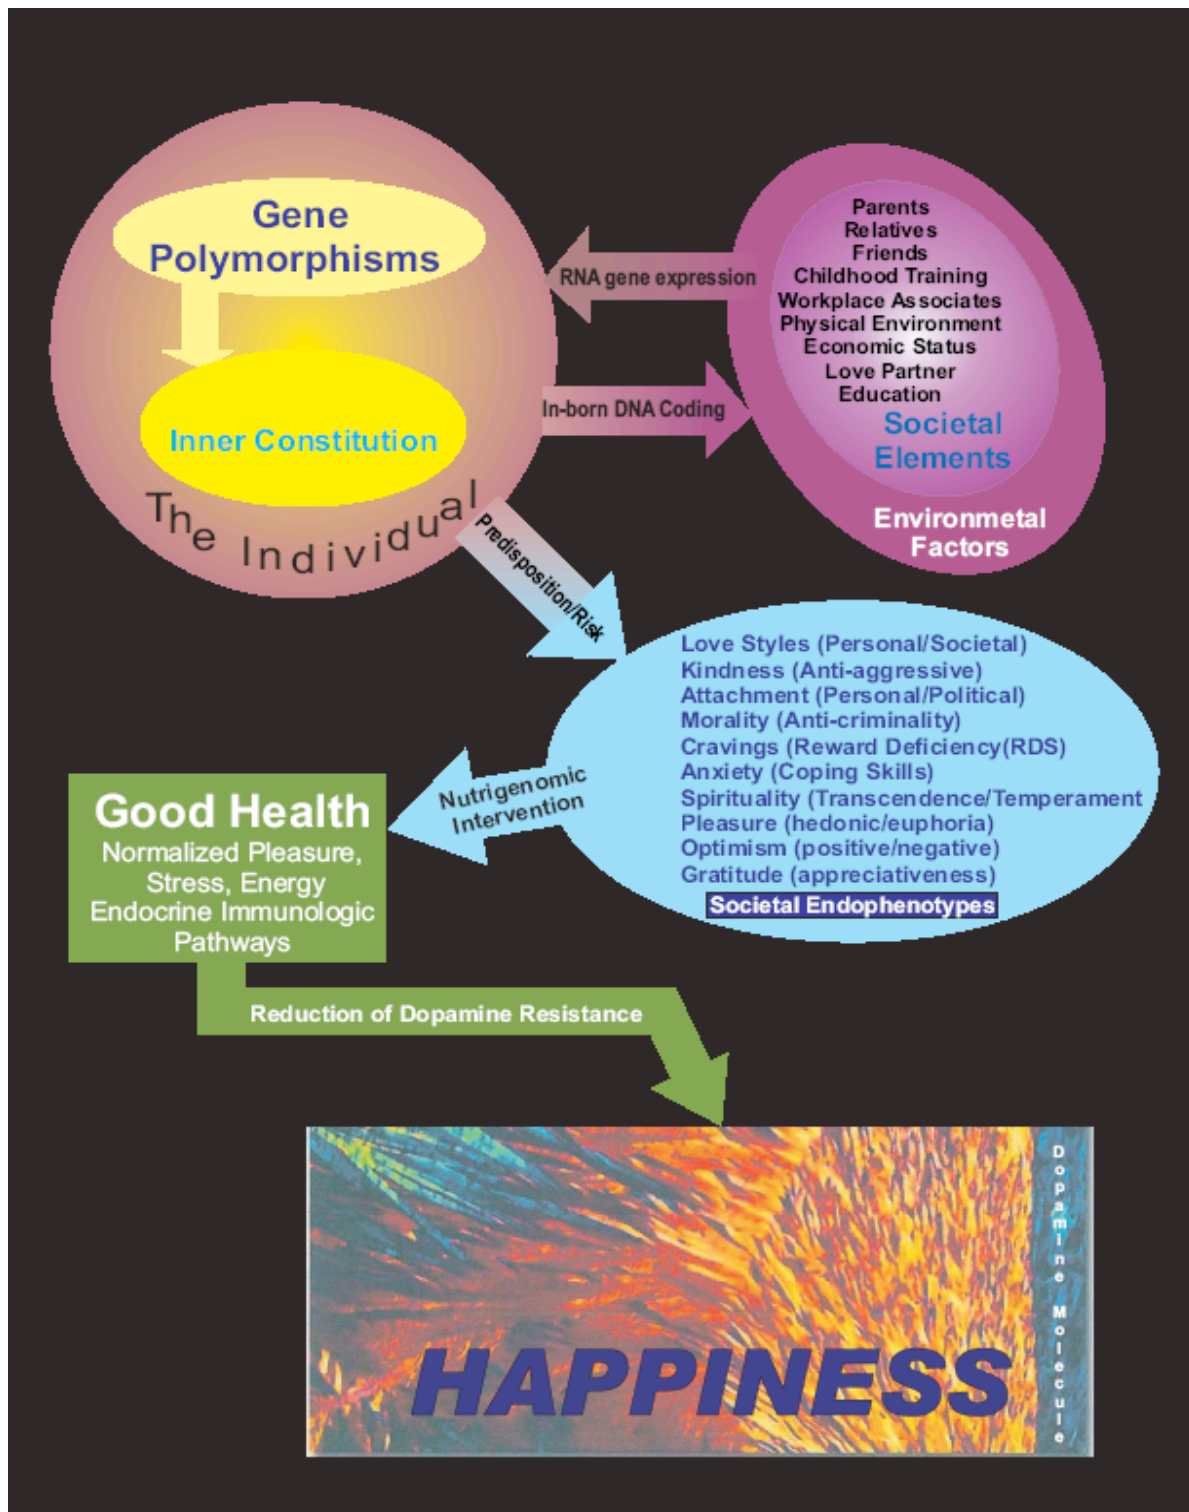 Gene
Polymorphisms
Inner Constitution
The Individual
RNA gene expression
In-born DNA Coding
Parents
Relatives
Friends
Childhood Training
Workplace Associates
Physical Environment
Economic Status
Love Partner
Education
Societal
Elements
Environmetal
Factors
Predisposition/Risk
Love Styles (Personal/Societal)
Kindness (Anti-aggressive)
Attachment (Personal/Political)
Morality (Anti-criminality)
Cravings (Reward Deficiency(RDS)
Anxiety (Coping Skills)
Spirituality (Transcendence/Temperament
Pleasure (hedonic/euphoria)
Optimism (positive/negative)
Gratitude (appreciativeness)
Societal Endophenotypes
Nutrigenomic
Intervention
Good Health
Normalized Pleasure,
Stress, Energy
Endocrine Immunologic
Pathways
Reduction of Dopamine Resistance
Dopamine Molecule
HAPPINESS